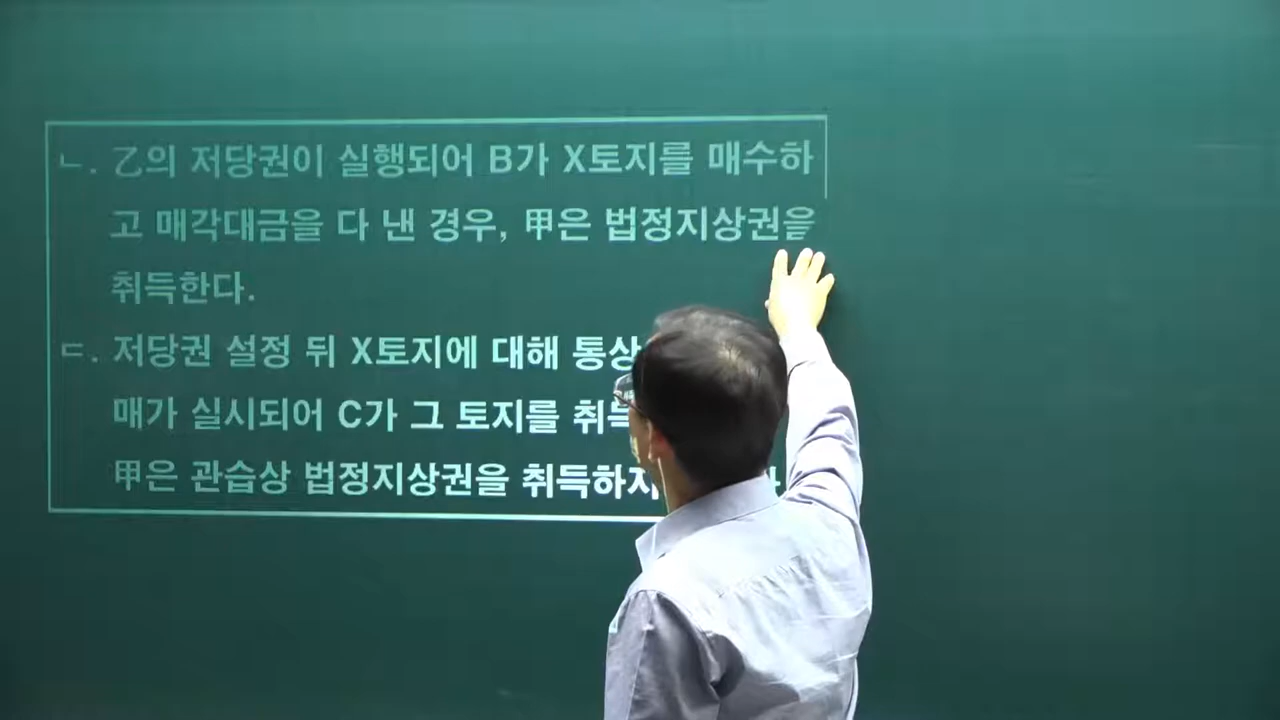 ㄴ. 乙의 저당권이 실행되어 B가 X토지를 매수하
고 매각대금을 다 낸 경우, 甲은 법정지상권을
취득한다.
ㄷ. 저당권 설정 뒤 X토지에 대해 통상
매가 실시되어 C가 그 토지를
甲은 관습상 법정지상권을 취득하지